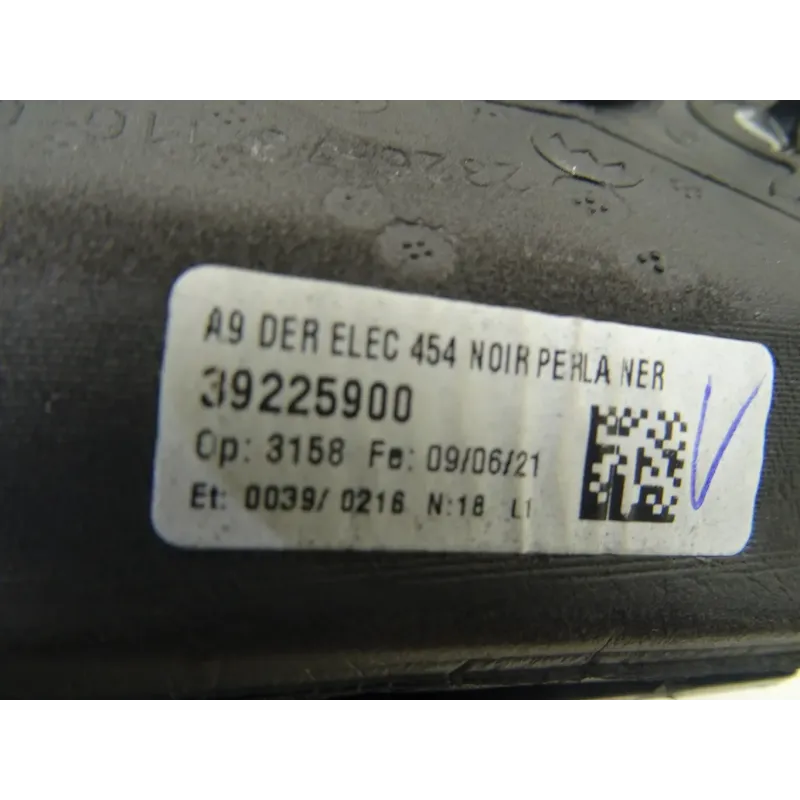 A9 DER ELEC 454 NOIR PERLA NER
39225900
Op: 3158 Fe: 09/06/21
Et: 0039/ 0216 N:18 L1